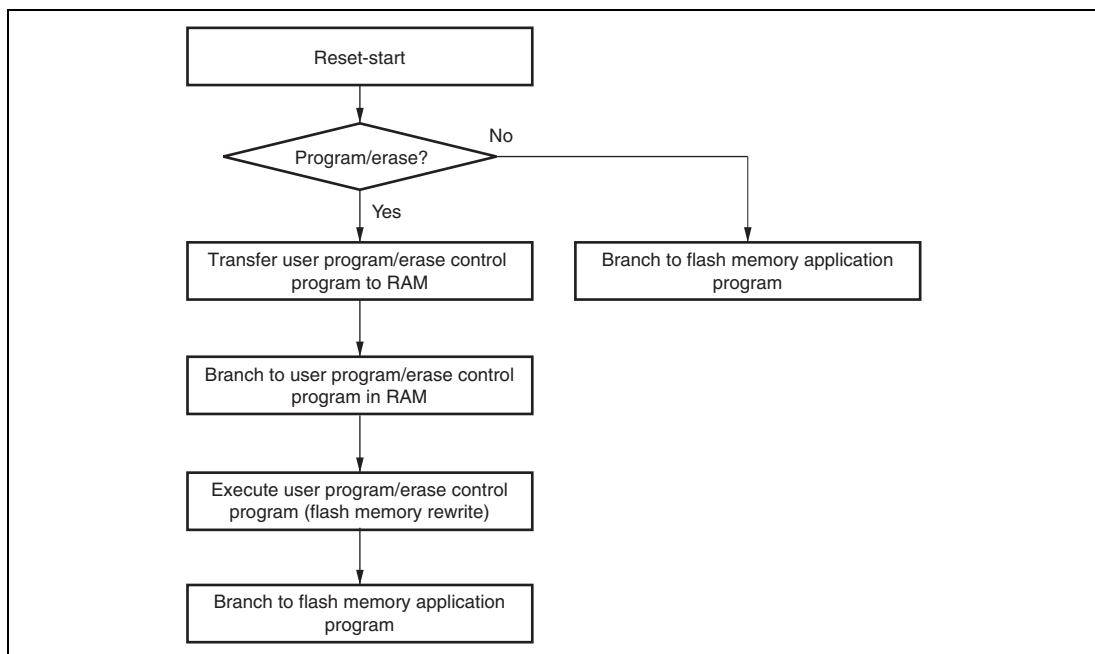 Reset-start
No
Program/erase?
Yes
Transfer user program/erase control
program to RAM
Branch to flash memory application
program
Branch to user program/erase control
program in RAM
Execute user program/erase control
program (flash memory rewrite)
Branch to flash memory application
program